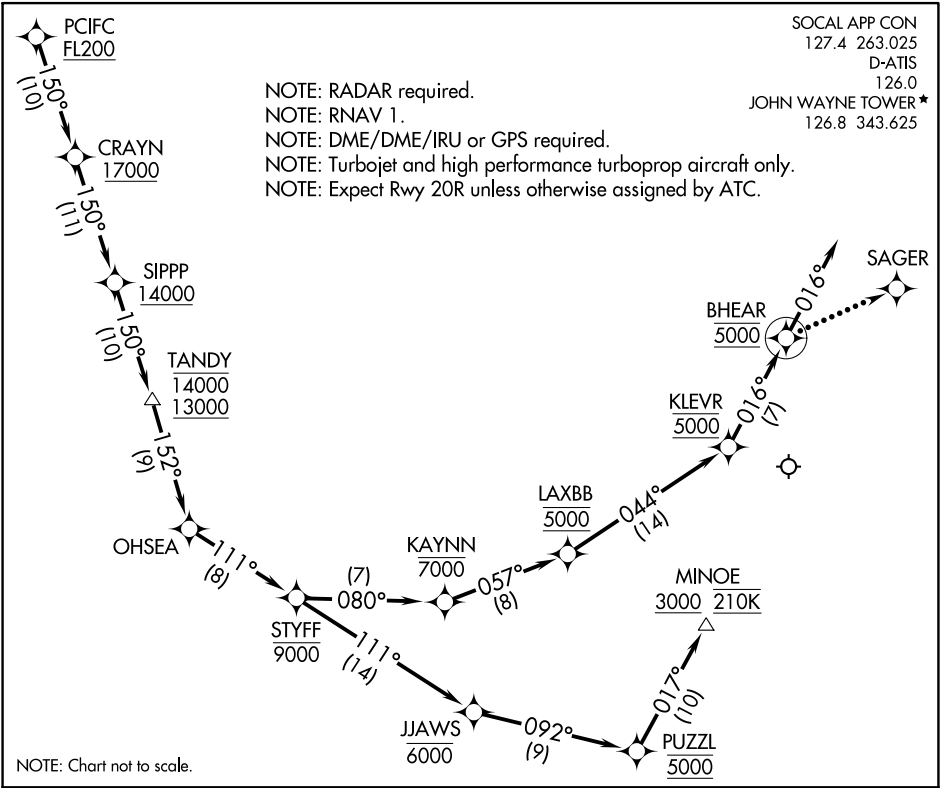 PCIFC
FL200
150°
(10)
CRAYN
17000
150°
(11)
SIPPP
14000
150°
(10)
TANDY
14000
13000
152°
(9)
OHSEA
111°
(8)
STYFF
9000
(7)
080°
KAYNN
7000
057°
(8)
LAXBB
5000
044°
(14)
KLEVR
5000
016°
(7)
BHEAR
5000
016°
SAGER
111°
(14)
JJAWS
6000
092°
(9)
PUZZL
5000
017°
(10)
MINOE
3000 210K
NOTE: RADAR required.
NOTE: RNAV 1.
NOTE: DME/DME/IRU or GPS required.
NOTE: Turbojet and high performance turboprop aircraft only.
NOTE: Expect Rwy 20R unless otherwise assigned by ATC.
SOCAL APP CON
127.4 263.025
D-ATIS
126.0
JOHN WAYNE TOWER★
126.8 343.625
NOTE: Chart not to scale.